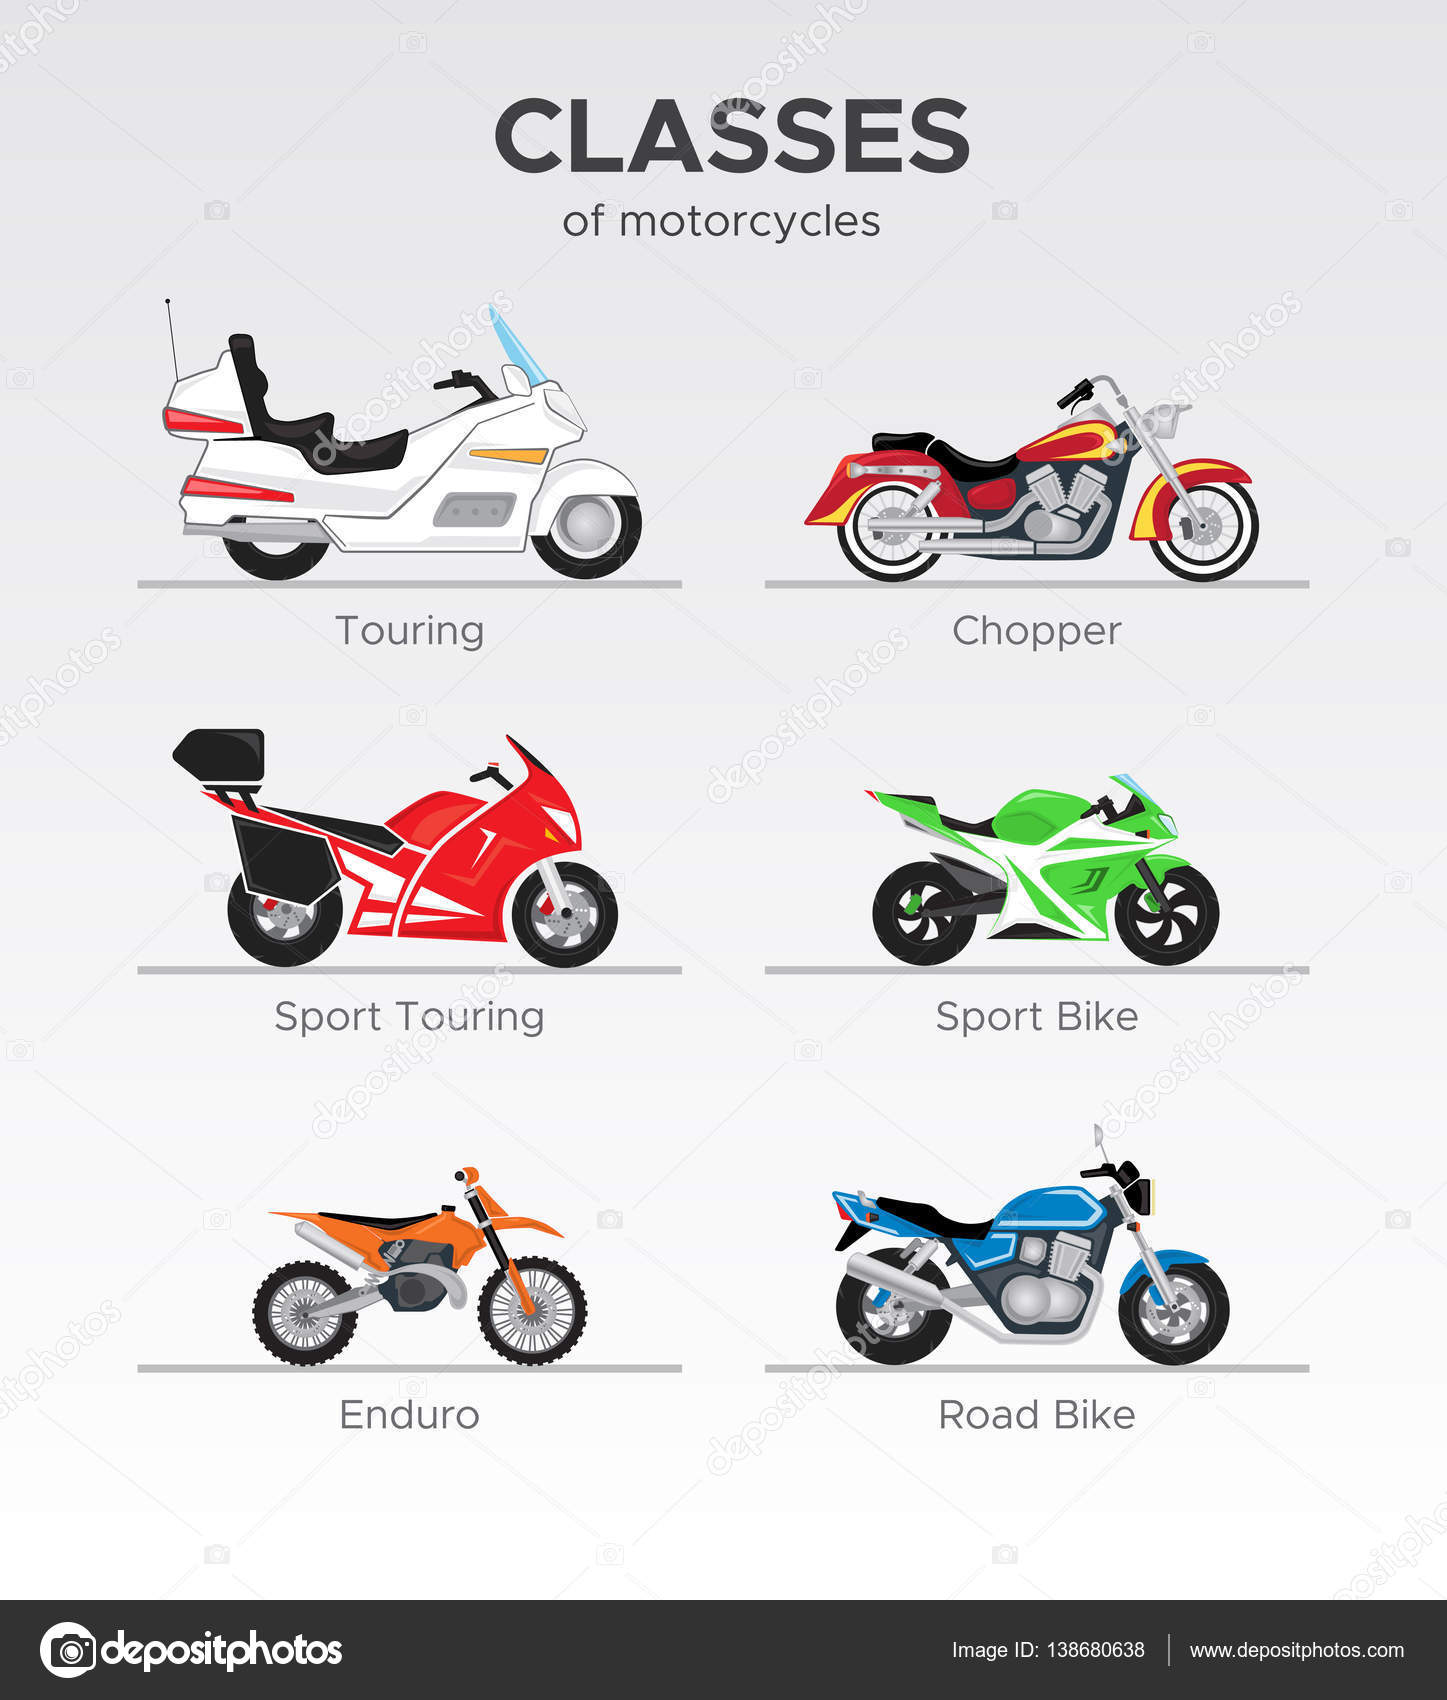 CLASSES
of motorcycles
Touring
Chopper
Sport Touring
Sport Bike
Enduro
Road Bike
depositphotos
Image ID: 138680638
www.depositphotos.com